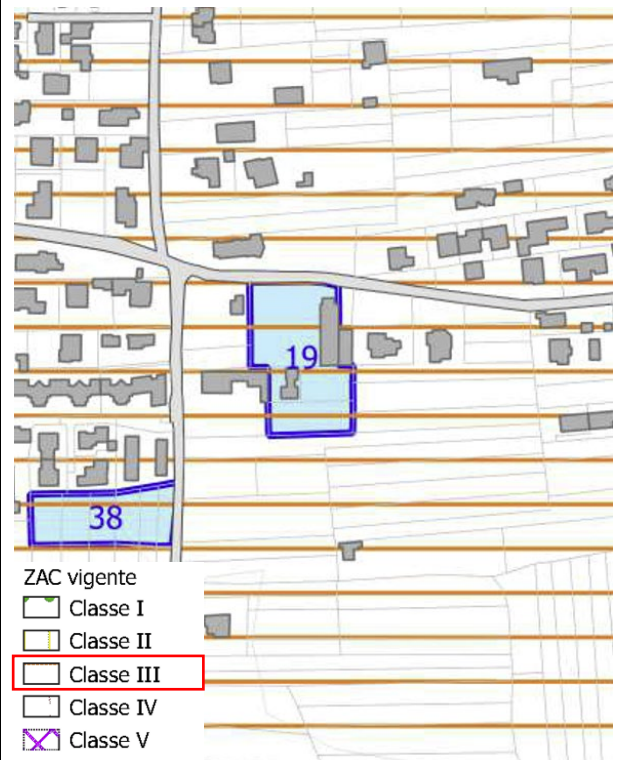 19
38
ZAC vigente
Classe I
Classe II
Classe III
Classe IV
Classe V